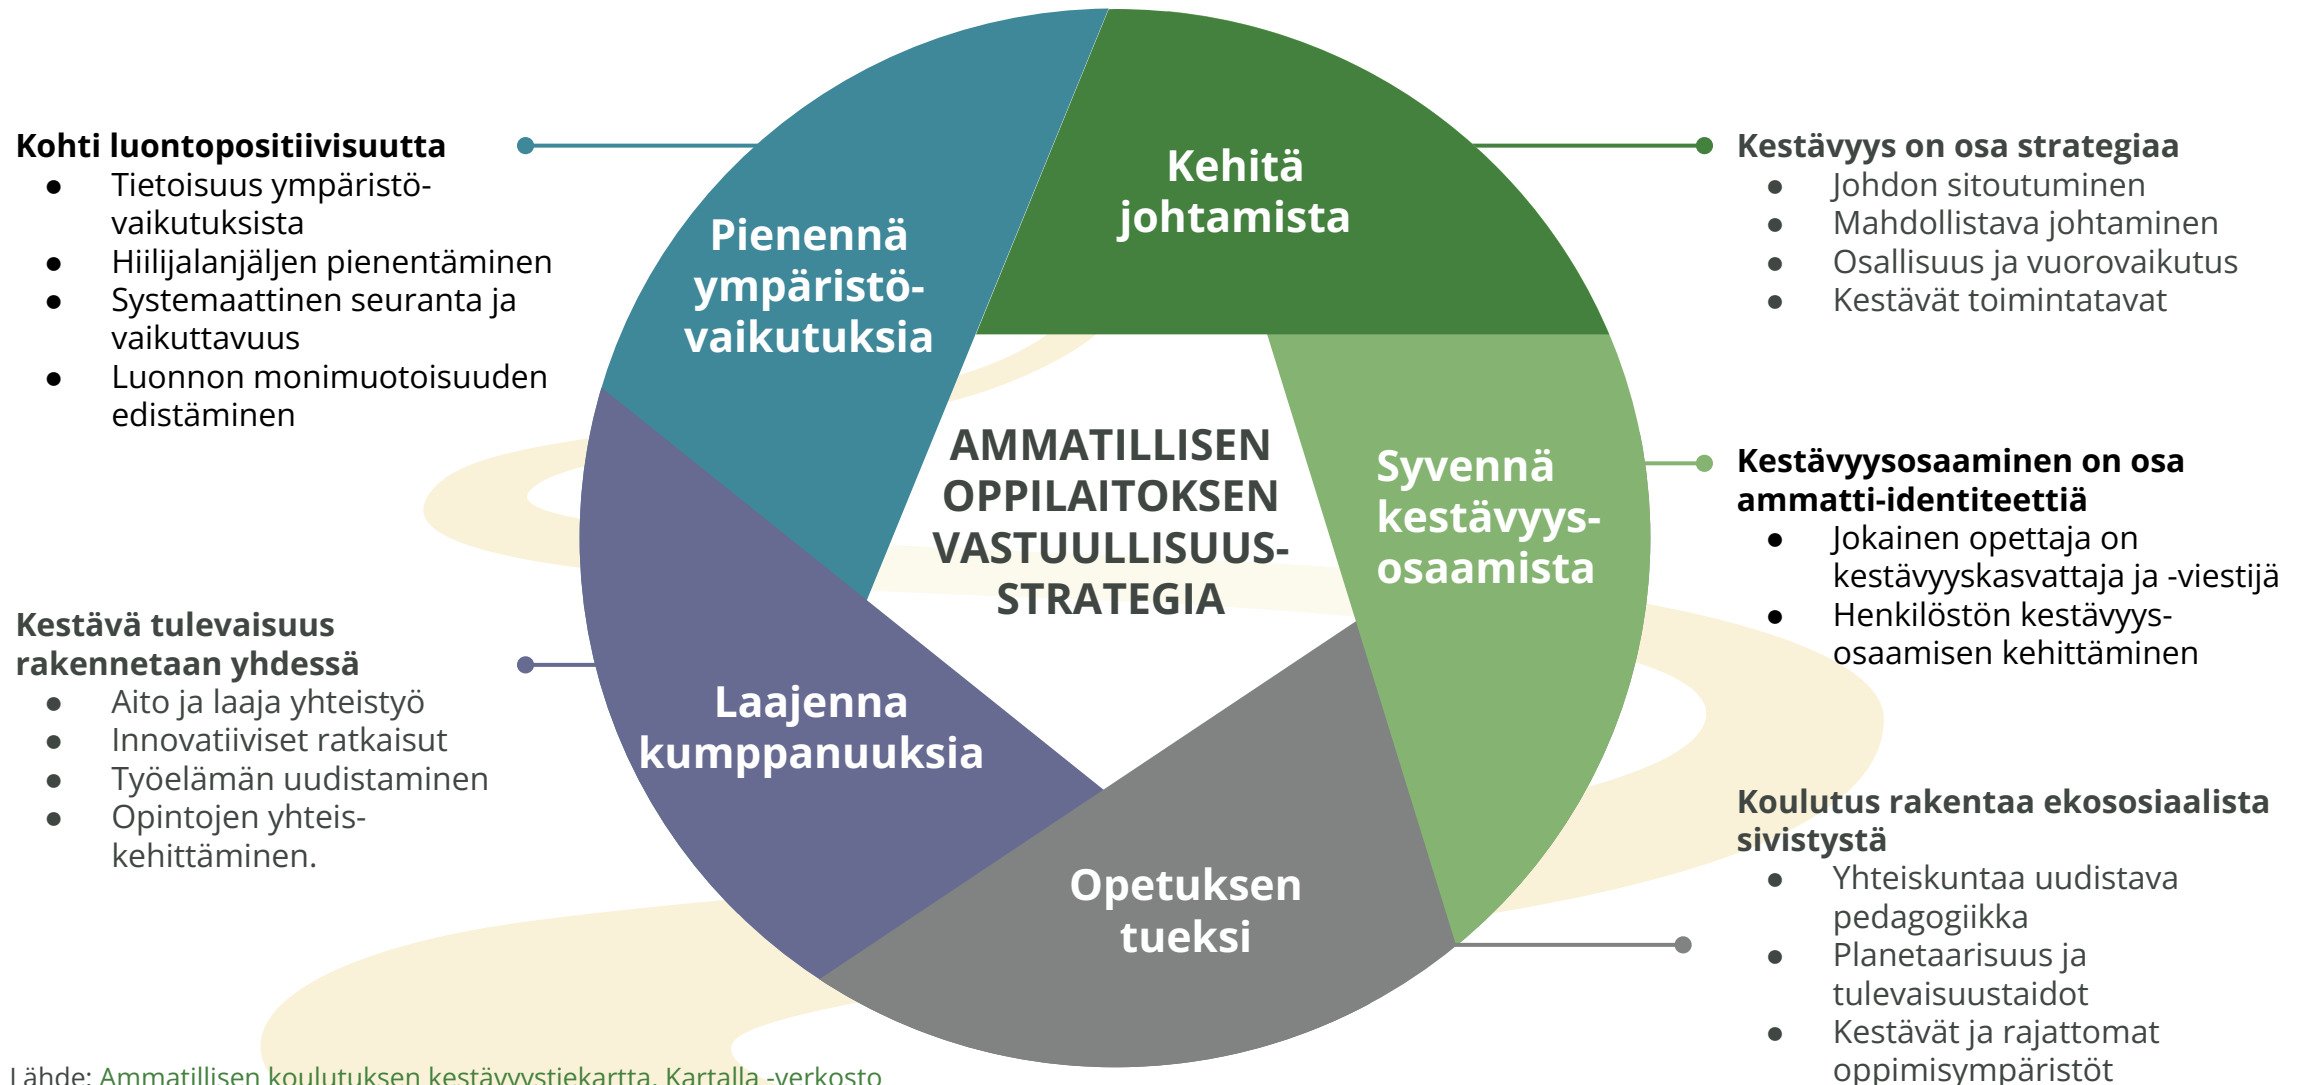 Kohti luontopositiivisuutta
● Tietoisuus ympäristö-
vaikutuksista
● Hiilijalanjäljen pienentäminen
● Systemaattinen seuranta ja
vaikuttavuus
● Luonnon monimuotoisuuden
edistäminen
Kestävä tulevaisuus
rakennetaan yhdessä
● Aito ja laaja yhteistyö
● Innovatiiviset ratkaisut
● Työelämän uudistaminen
● Opintojen yhteis-
kehittäminen.
Pienennä
ympäristö-
vaikutuksia
Kehitä
johtamista
AMMATILLISEN
OPPILAITOKSEN
VASTUULLISUUS-
STRATEGIA
Syvennä
kestävyys-
osaamista
Laajenna
kumppanuuksia
Opetuksen
tueksi
Kestävyys on osa strategiaa
● Johdon sitoutuminen
● Mahdollistava johtaminen
● Osallisuus ja vuorovaikutus
● Kestävät toimintatavat
Kestävyysosaaminen on osa
ammatti-identiteettiä
● Jokainen opettaja on
kestävyyskasvattaja ja -viestijä
● Henkilöstön kestävyys-
osaamisen kehittäminen
Koulutus rakentaa ekososiaalista
sivistystä
● Yhteiskuntaa uudistava
pedagogiikka
● Planetaarisuus ja
tulevaisuustaidot
● Kestävät ja rajattomat
oppimisympäristöt
Lähde: Ammatillisen koulutuksen kestävyystiekartta, Kartalla -verkosto